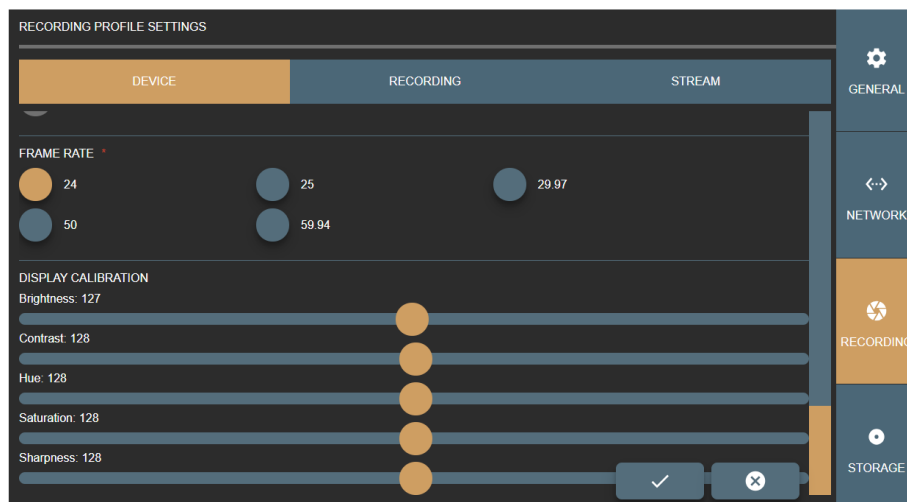 RECORDING PROFILE SETTINGS
DEVICE
RECORDING
STREAM
FRAME RATE *
24
25
29.97
50
59.94
DISPLAY CALIBRATION
Brightness: 127
Contrast: 128
Hue: 128
Saturation: 128
Sharpness: 128
GENERAL
NETWORK
RECORDING
STORAGE